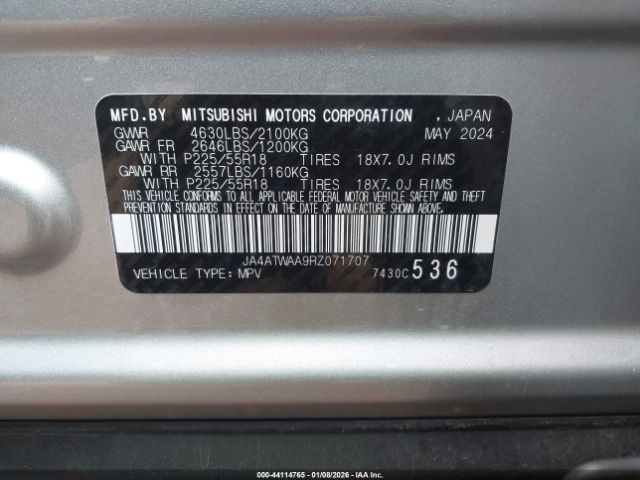 MFD.BY MITSUBISHI MOTORS CORPORATION , JAPAN
GVWR 4630LBS/2100KG MAY 2024
GAWR FR 2646LBS/1200KG
WITH P225/55R18 TIRES 18X7.0J RIMS
GAWR RR 2557LBS/1160KG
WITH P225/55R18 TIRES 18X7.0J RIMS
THIS VEHICLE CONFORMS TO ALL APPLICABLE FEDERAL MOTOR VEHICLE SAFETY AND THEFT
PREVENTION STANDARDS IN EFFECT ON THE DATE OF MANUFACTURE SHOWN ABOVE.
JA4ATWAA9RZ071707
VEHICLE TYPE: MPV 7430C 536
000-44114765 - 01/08/2026 - IAA Inc.